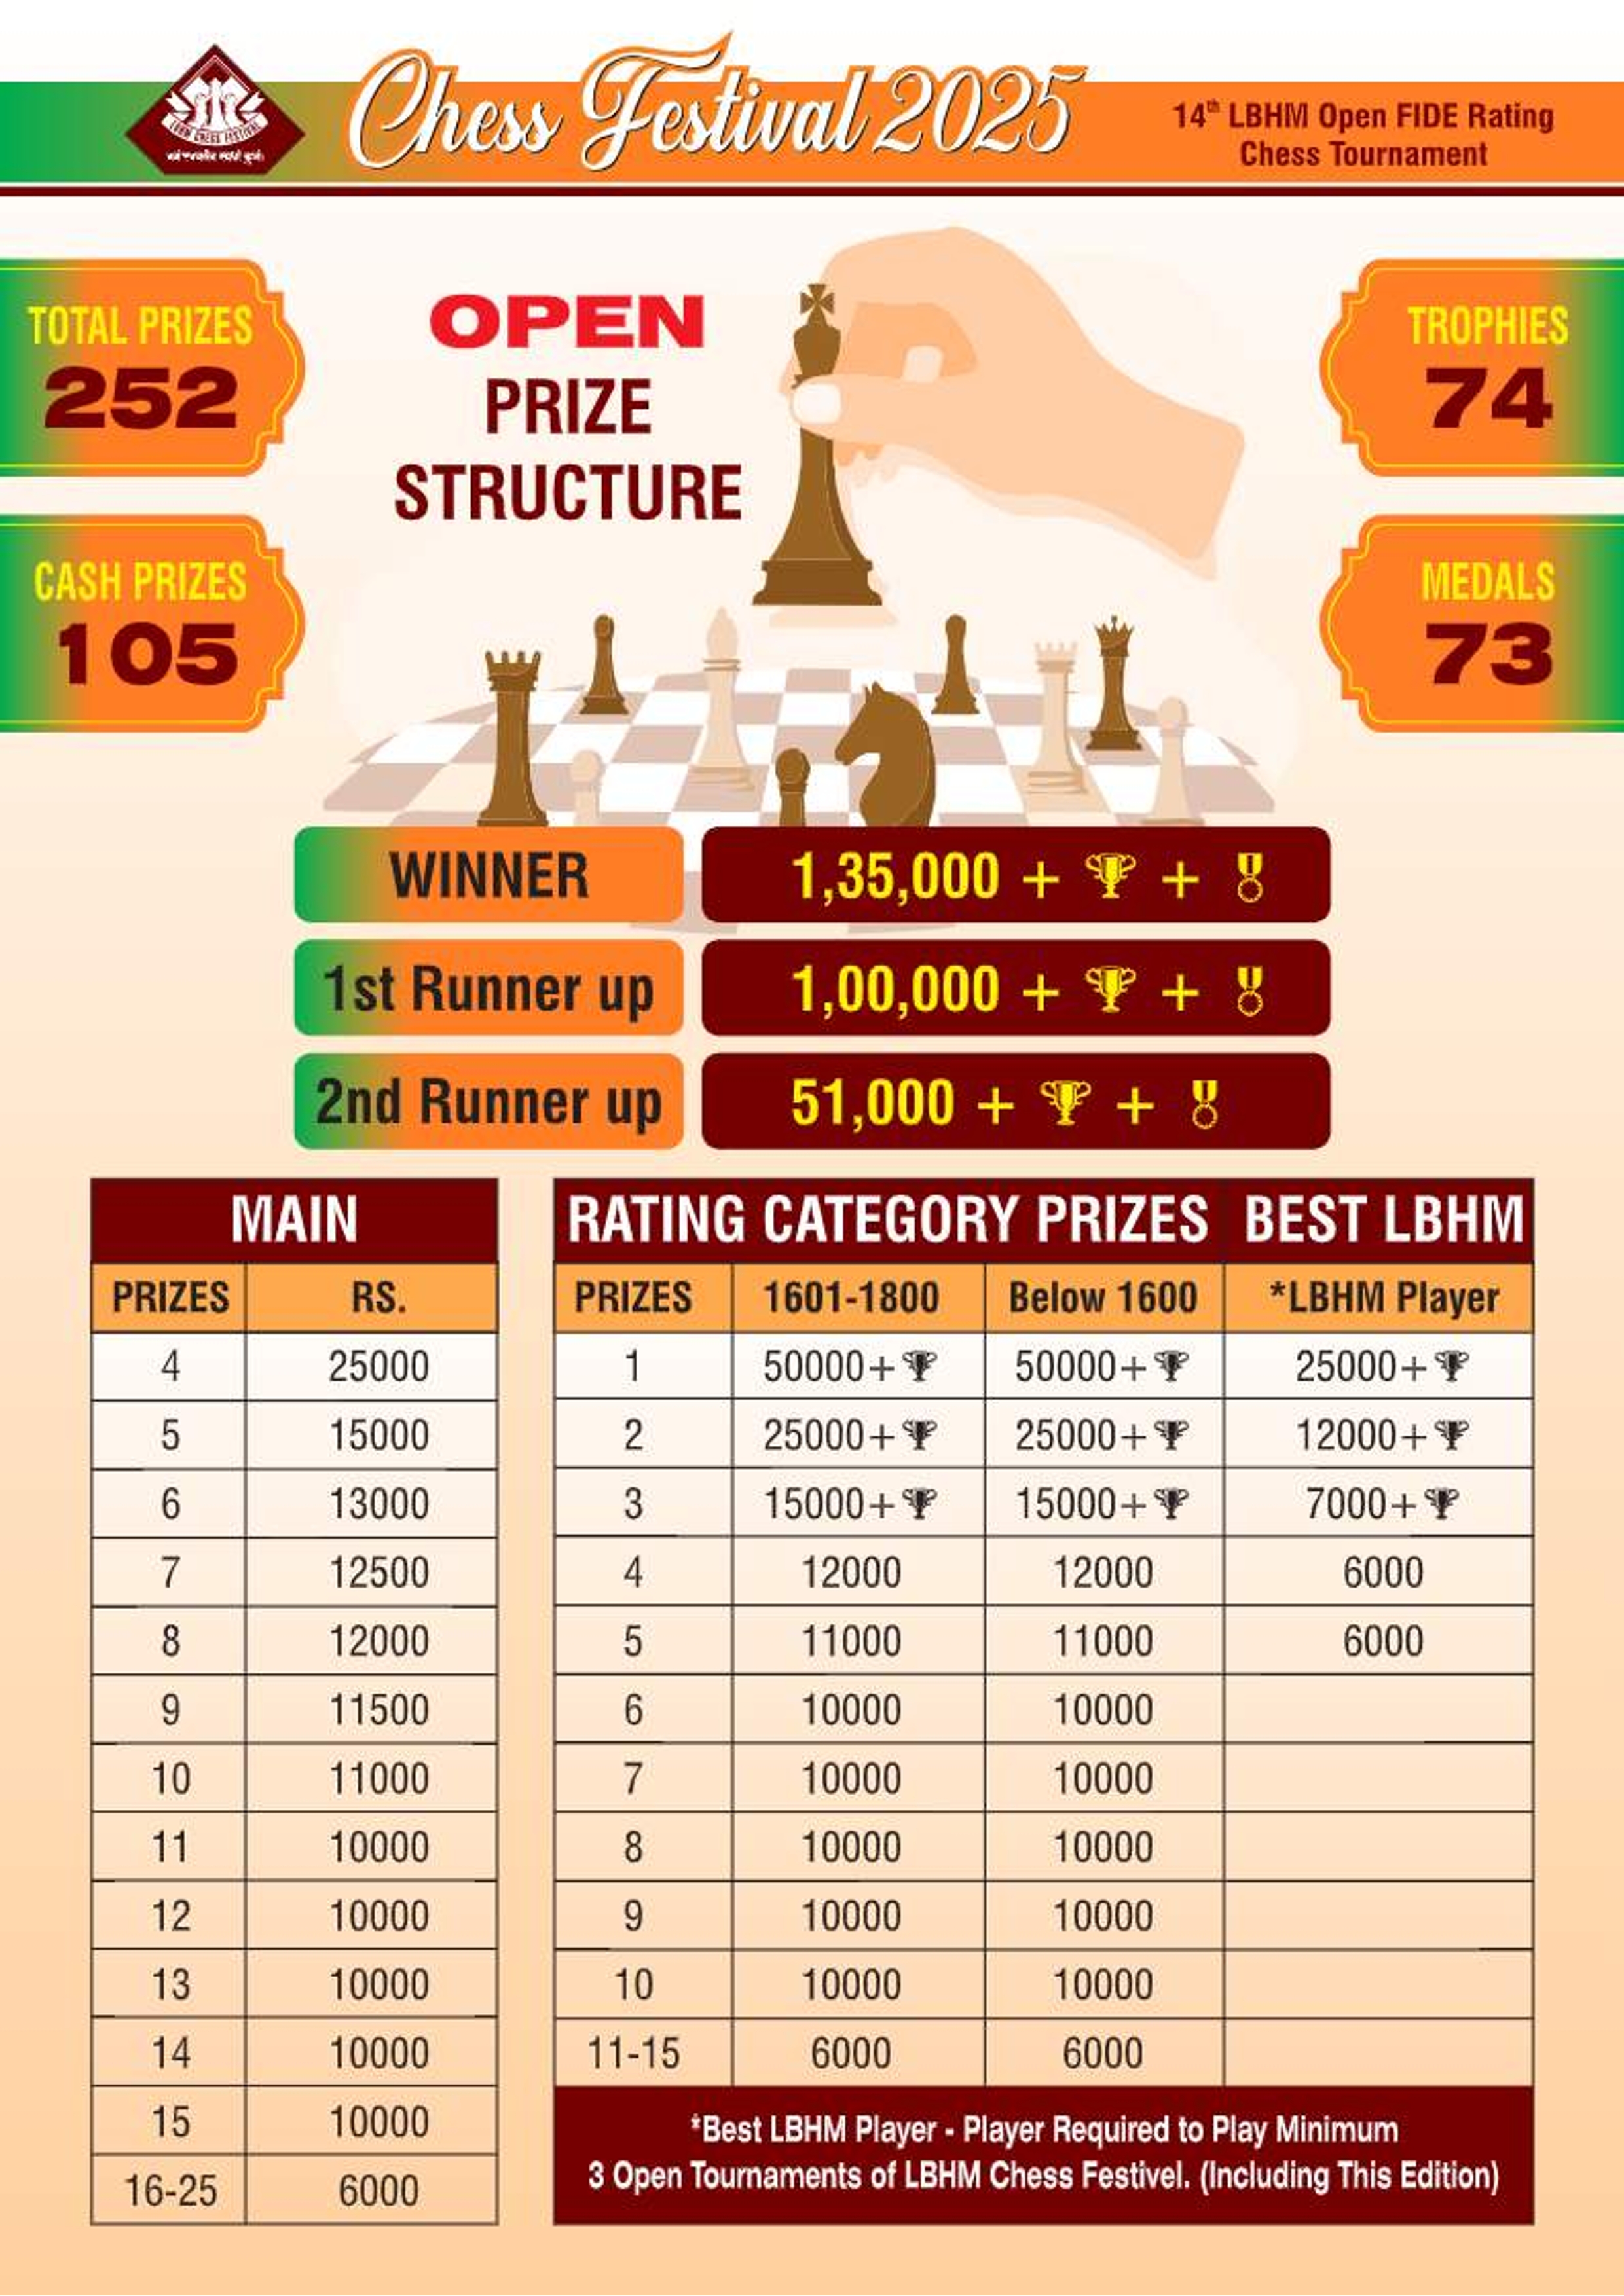 LBHM CHESS FESTIVAL
Chess Festival 2025
14th LBHM Open FIDE Rating
Chess Tournament
TOTAL PRIZES
252
CASH PRIZES
105
OPEN
PRIZE
STRUCTURE
TROPHIES
74
MEDALS
73
WINNER 1,35,000 + +
1st Runner up 1,00,000 + +
2nd Runner up 51,000 + +
MAIN
PRIZES RS.
4 25000
5 15000
6 13000
7 12500
8 12000
9 11500
10 11000
11 10000
12 10000
13 10000
14 10000
15 10000
16-25 6000
RATING CATEGORY PRIZES BEST LBHM
PRIZES 1601-1800 Below 1600 *LBHM Player
1 50000+ 50000+ 25000+
2 25000+ 25000+ 12000+
3 15000+ 15000+ 7000+
4 12000 12000 6000
5 11000 11000 6000
6 10000 10000
7 10000 10000
8 10000 10000
9 10000 10000
10 10000 10000
11-15 6000 6000
*Best LBHM Player - Player Required to Play Minimum
3 Open Tournaments of LBHM Chess Festivel. (Including This Edition)